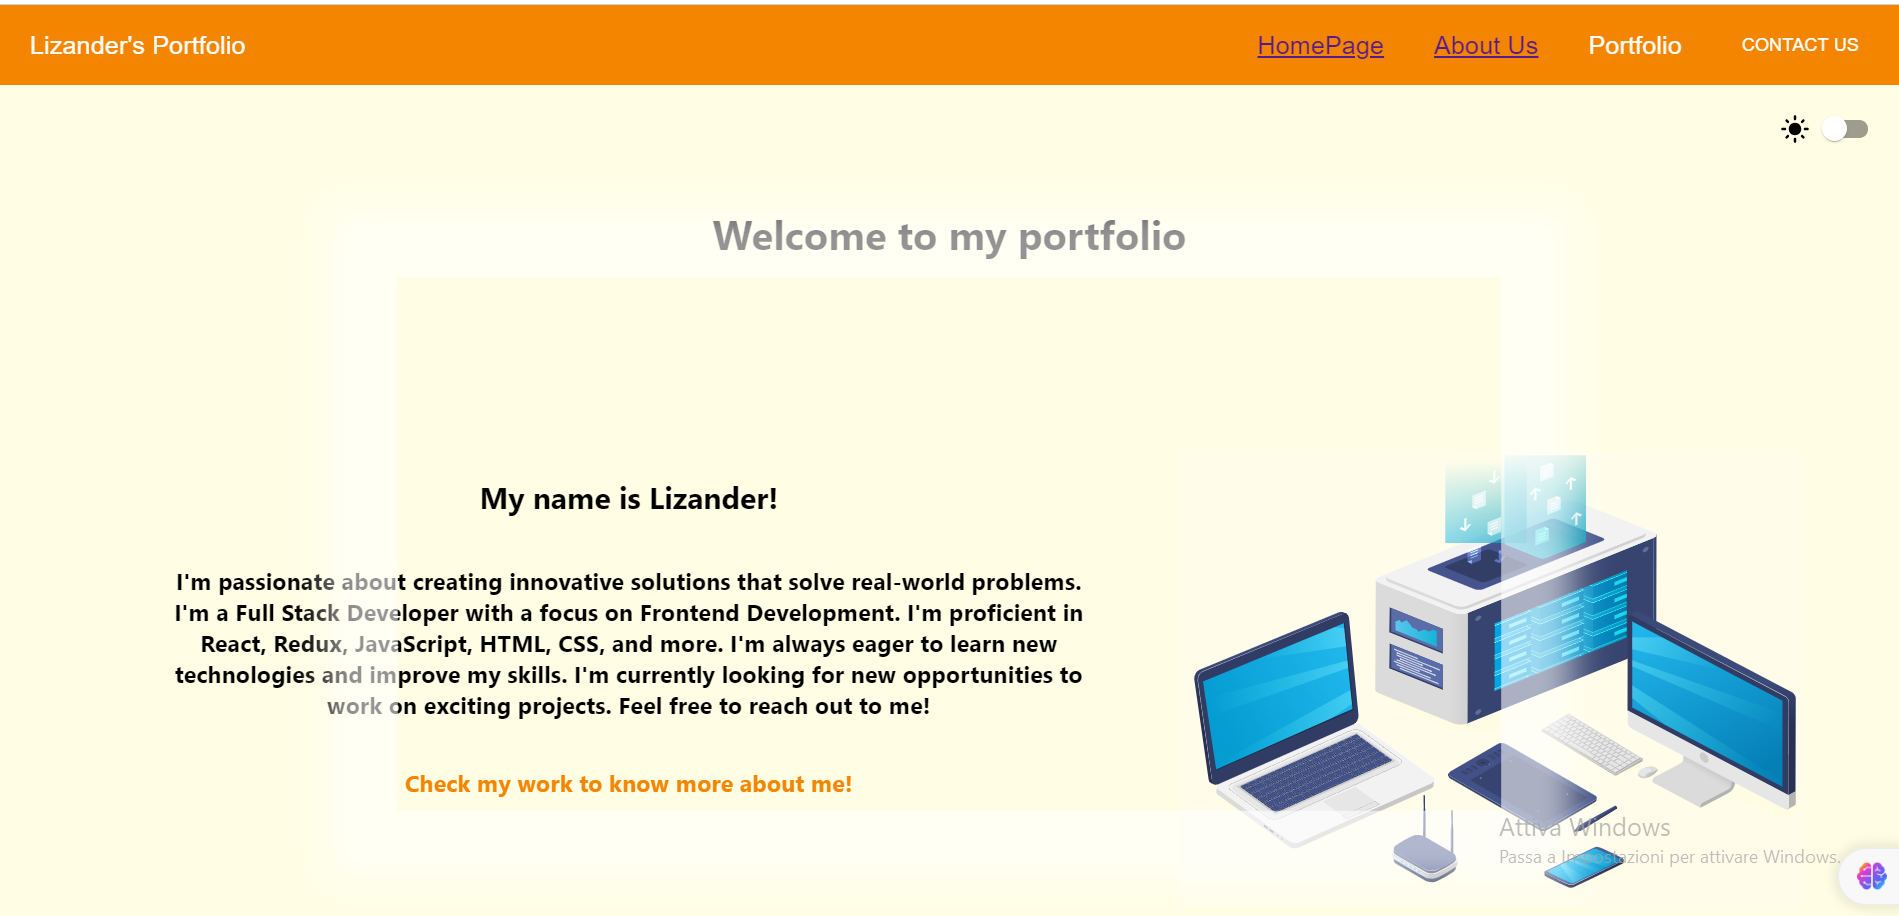 Lizander's Portfolio
HomePage
About Us
Portfolio
CONTACT US
Welcome to my portfolio
My name is Lizander!
I'm passionate about creating innovative solutions that solve real-world problems.
I'm a Full Stack Developer with a focus on Frontend Development. I'm proficient in
React, Redux, JavaScript, HTML, CSS, and more. I'm always eager to learn new
technologies and improve my skills. I'm currently looking for new opportunities to
work on exciting projects. Feel free to reach out to me!
Check my work to know more about me!
Attiva Windows
Passa a Impostazioni per attivare Windows.